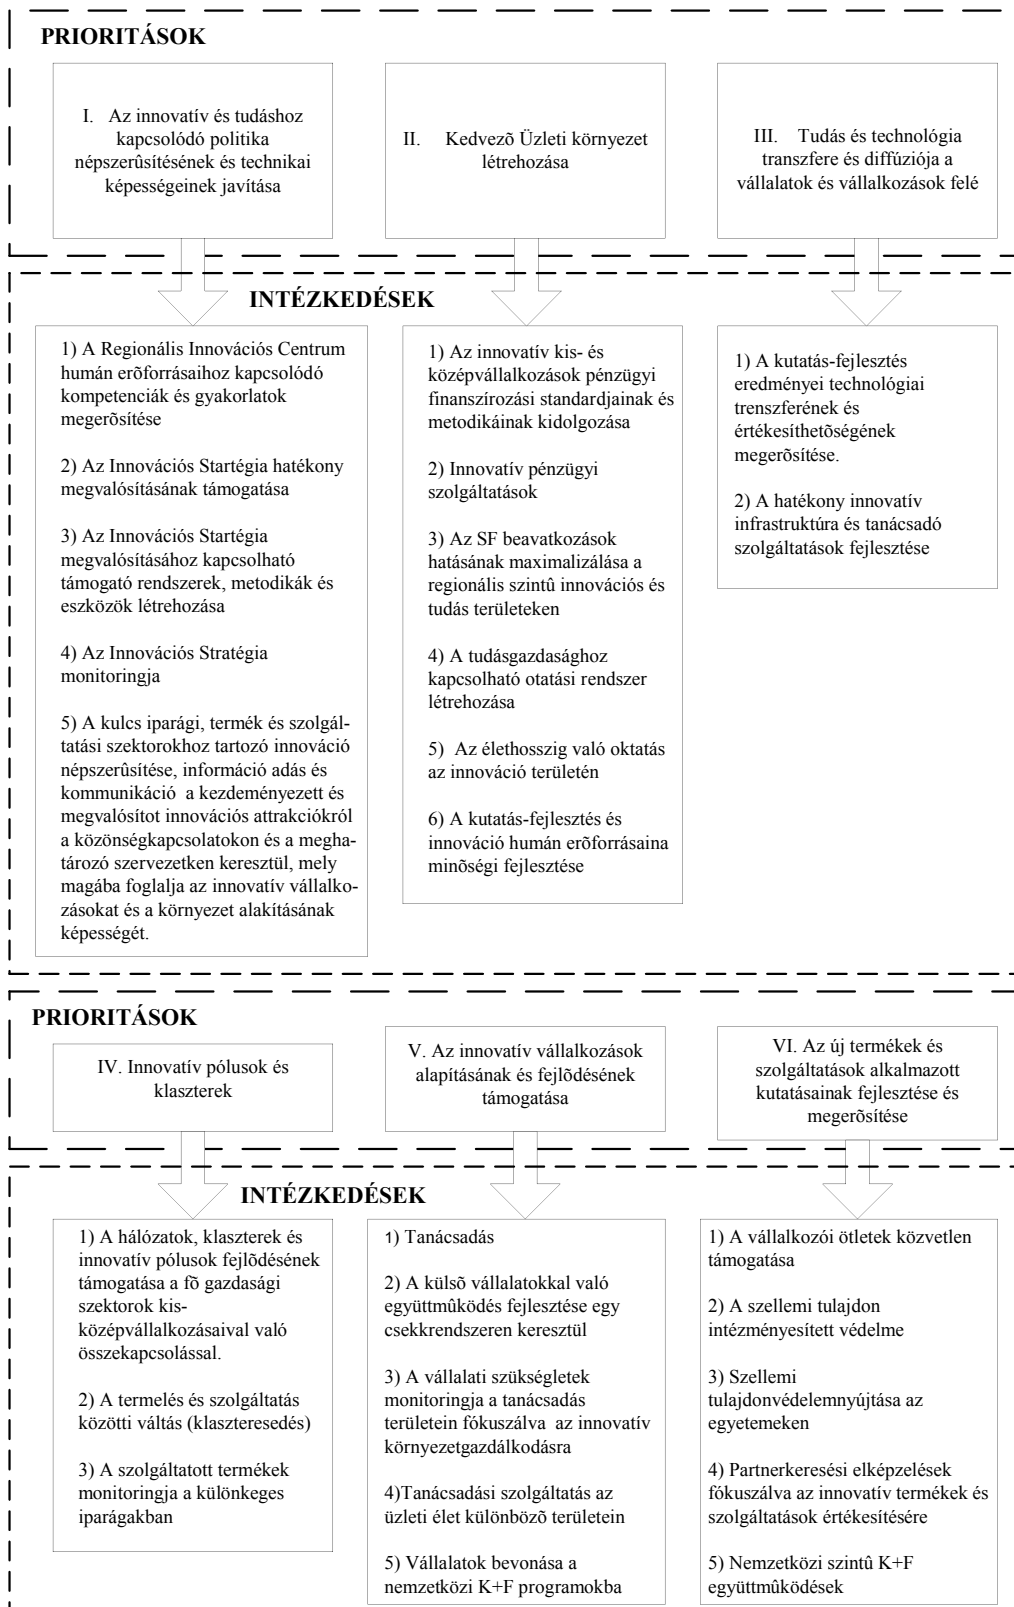 PRIORITÁSOK
I. Az innovatív és tudáshoz
kapcsolódó politika
népszerûsítésének és technikai
képességeinek javítása
II. Kedvezõ Üzleti környezet
létrehozása
III. Tudás és technológia
transzfere és diffúziója a
vállalatok és vállalkozások felé
INTÉZKEDÉSEK
1) A Regionális Innovációs Centrum
humán erõforrásaihoz kapcsolódó
kompetenciák és gyakorlatok
megerõsítése
2) Az Innovációs Startégia hatékony
megvalósításának támogatása
3) Az Innovációs Startégia
megvalósításához kapcsolható
támogató rendszerek, metodikák és
eszközök létrehozása
4) Az Innovációs Stratégia
monitoringja
5) A kulcs iparági, termék és szolgál-
tatási szektorokhoz tartozó innováció
népszerûsítése, információ adás és
kommunikáció a kezdeményezett és
megvalósítot innovációs attrakciókról
a közönségkapcsolatokon és a megha-
tározó szervezetken keresztül, mely
magába foglalja az innovatív vállalko-
zásokat és a környezet alakításának
képességét.
1) Az innovatív kis- és
középvállalkozások pénzügyi
finanszírozási standardjainak és
metodikáinak kidolgozása
2) Innovatív pénzügyi
szolgáltatások
3) Az SF beavatkozások
hatásának maximalizálása a
regionális szintû innovációs és
tudás területeken
4) A tudásgazdasághoz
kapcsolható otatási rendszer
létrehozása
5) Az élethosszig való oktatás
az innováció területén
6) A kutatás-fejlesztés és
innováció humán erõforrásaina
minõségi fejlesztése
1) A kutatás-fejlesztés
eredményei technológiai
trenszferének és
értékesíthetõségének
megerõsítése.
2) A hatékony innovatív
infrastruktúra és tanácsadó
szolgáltatások fejlesztése
PRIORITÁSOK
IV. Innovatív pólusok és
klaszterek
V. Az innovatív vállalkozások
alapításának és fejlõdésének
támogatása
VI. Az új termékek és
szolgáltatások alkalmazott
kutatásainak fejlesztése és
megerõsítése
INTÉZKEDÉSEK
1) A hálózatok, klaszterek és
innovatív pólusok fejlõdésének
támogatása a fõ gazdasági
szektorok kis-
középvállalkozásaival való
összekapcsolással.
2) A termelés és szolgáltatás
közötti váltás (klaszteresedés)
3) A szolgáltatott termékek
monitoringja a különkeges
iparágakban
1) Tanácsadás
2) A külsõ vállalatokkal való
együttmûködés fejlesztése egy
csekkrendszeren keresztül
3) A vállalati szükségletek
monitoringja a tanácsadás
területein fókuszálva az innovatív
környezetgazdálkodásra
4)Tanácsadási szolgáltatás az
üzleti élet különbözõ területein
5) Vállalatok bevonása a
nemzetközi K+F programokba
1) A vállalkozói ötletek közvetlen
támogatása
2) A szellemi tulajdon
intézményesített védelme
3) Szellemi
tulajdonvédelemnyújtása az
egyetemeken
4) Partnerkeresési elképzelések
fókuszálva az innovatív termékek és
szolgáltatások értékesítésére
5) Nemzetközi szintû K+F
együttmûködések